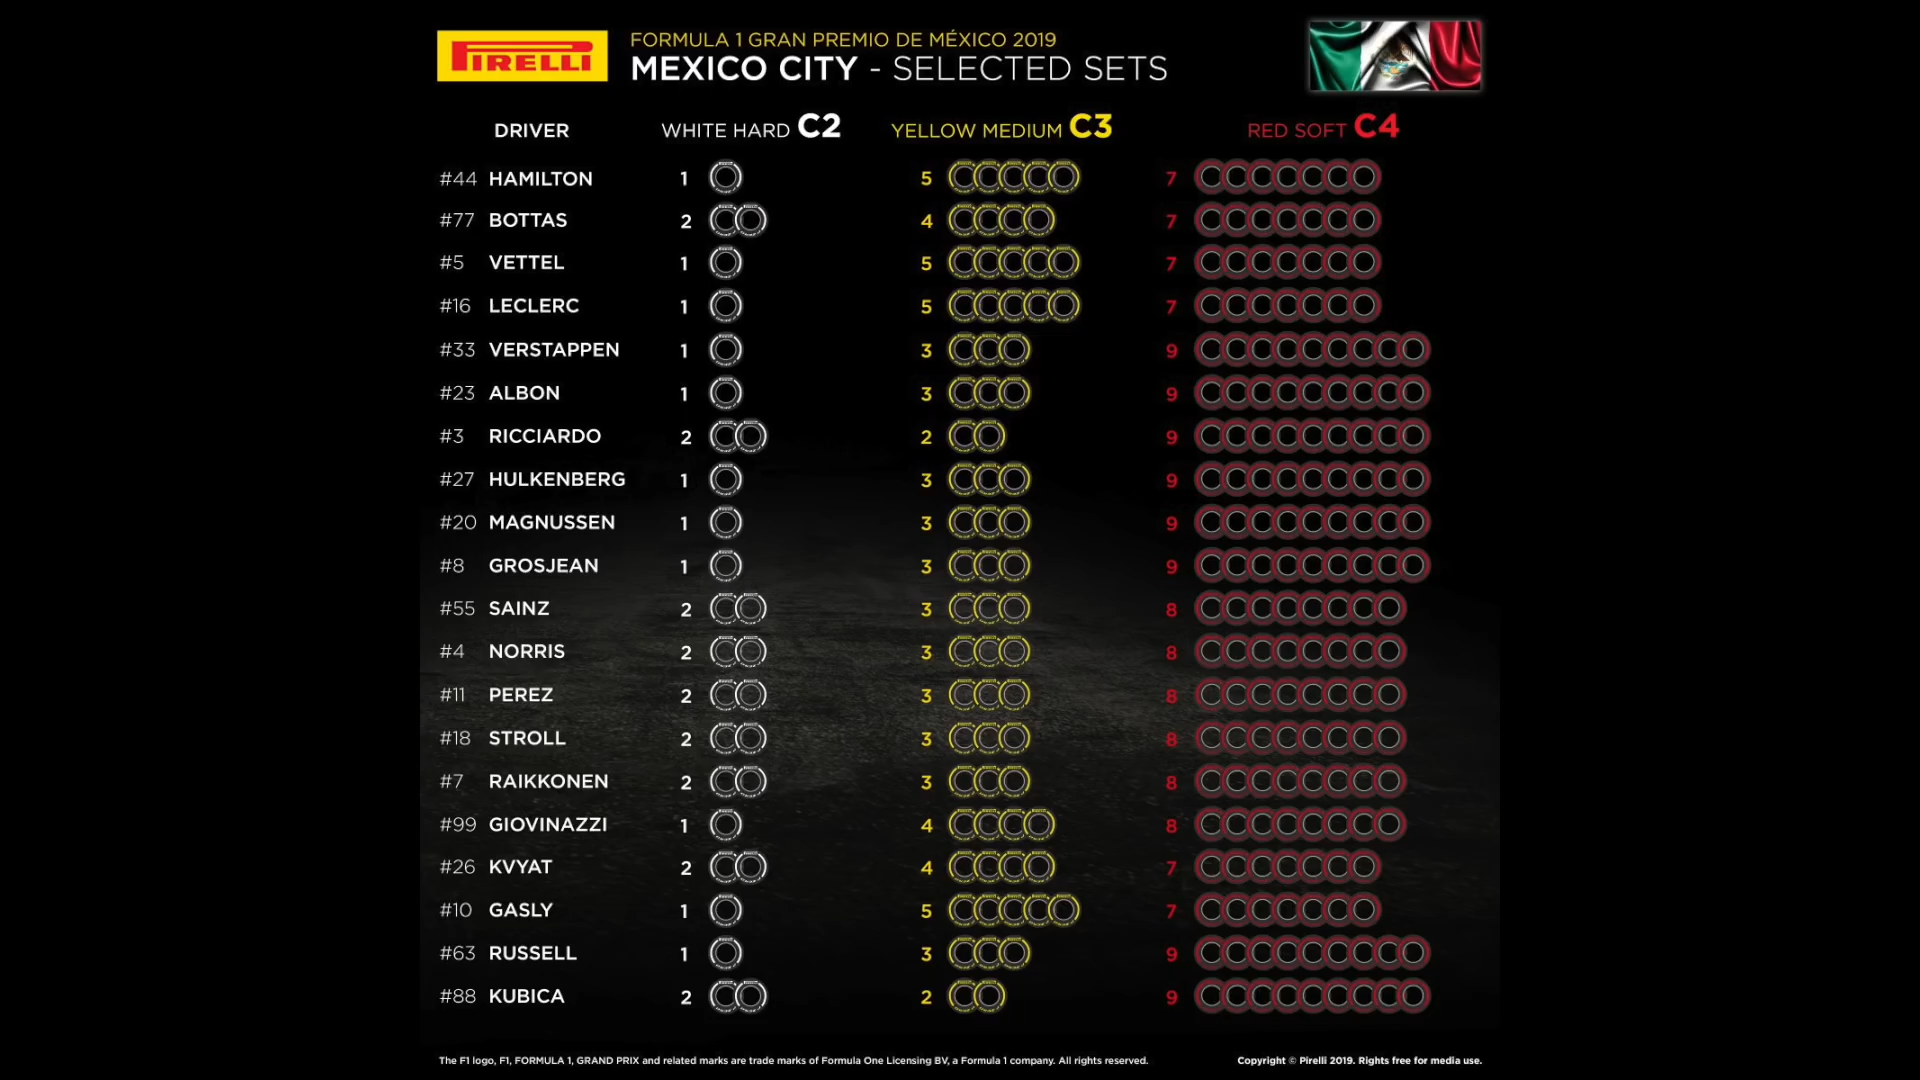 PIRELLI
FORMULA 1 GRAN PREMIO DE MÉXICO 2019
MEXICO CITY - SELECTED SETS
DRIVER WHITE HARD C2 YELLOW MEDIUM C3 RED SOFT C4
#44 HAMILTON 1 5 7
#77 BOTTAS 2 4 7
#5 VETTEL 1 5 7
#16 LECLERC 1 5 7
#33 VERSTAPPEN 1 3 9
#23 ALBON 1 3 9
#3 RICCIARDO 2 2 9
#27 HULKENBERG 1 3 9
#20 MAGNUSSEN 1 3 9
#8 GROSJEAN 1 3 9
#55 SAINZ 2 3 8
#4 NORRIS 2 3 8
#11 PEREZ 2 3 8
#18 STROLL 2 3 8
#7 RAIKKONEN 2 3 8
#99 GIOVINAZZI 1 4 8
#26 KVYAT 2 4 7
#10 GASLY 1 5 7
#63 RUSSELL 1 3 9
#88 KUBICA 2 2 9
The F1 logo, F1, FORMULA 1, GRAND PRIX and related marks are trade marks of Formula One Licensing BV, a Formula 1 company. All rights reserved. Copyright © Pirelli 2019. Rights free for media use.